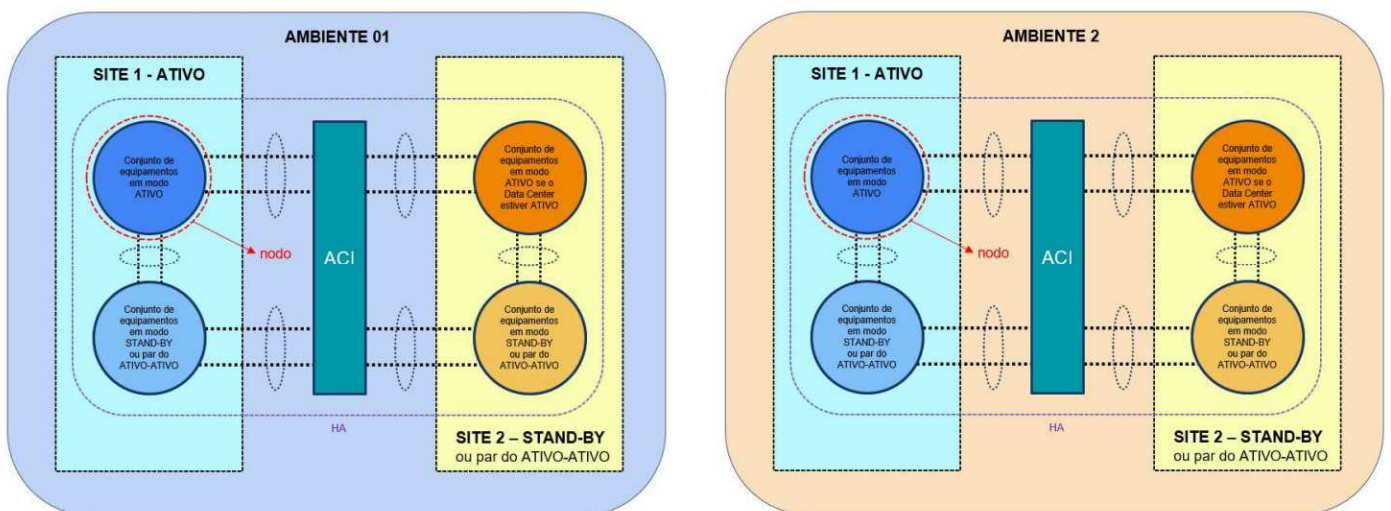 AMBIENTE 01
SITE 1 - ATIVO
Conjunto de
equipamentos
em modo
ATIVO
nodo
Conjunto de
equipamentos
em modo
STAND-BY
ou par do
ATIVO-ATIVO
ACI
HA
Conjunto de
equipamentos
em modo
ATIVO se o
Data Center
estiver ATIVO
Conjunto de
equipamentos
em modo
STAND-BY
ou par do
ATIVO-ATIVO
SITE 2 – STAND-BY
ou par do ATIVO-ATIVO
AMBIENTE 2
SITE 1 - ATIVO
Conjunto de
equipamentos
em modo
ATIVO
nodo
Conjunto de
equipamentos
em modo
STAND-BY
ou par do
ATIVO-ATIVO
ACI
HA
Conjunto de
equipamentos
em modo
ATIVO se o
Data Center
estiver ATIVO
Conjunto de
equipamentos
em modo
STAND-BY
ou par do
ATIVO-ATIVO
SITE 2 – STAND-BY
ou par do ATIVO-ATIVO